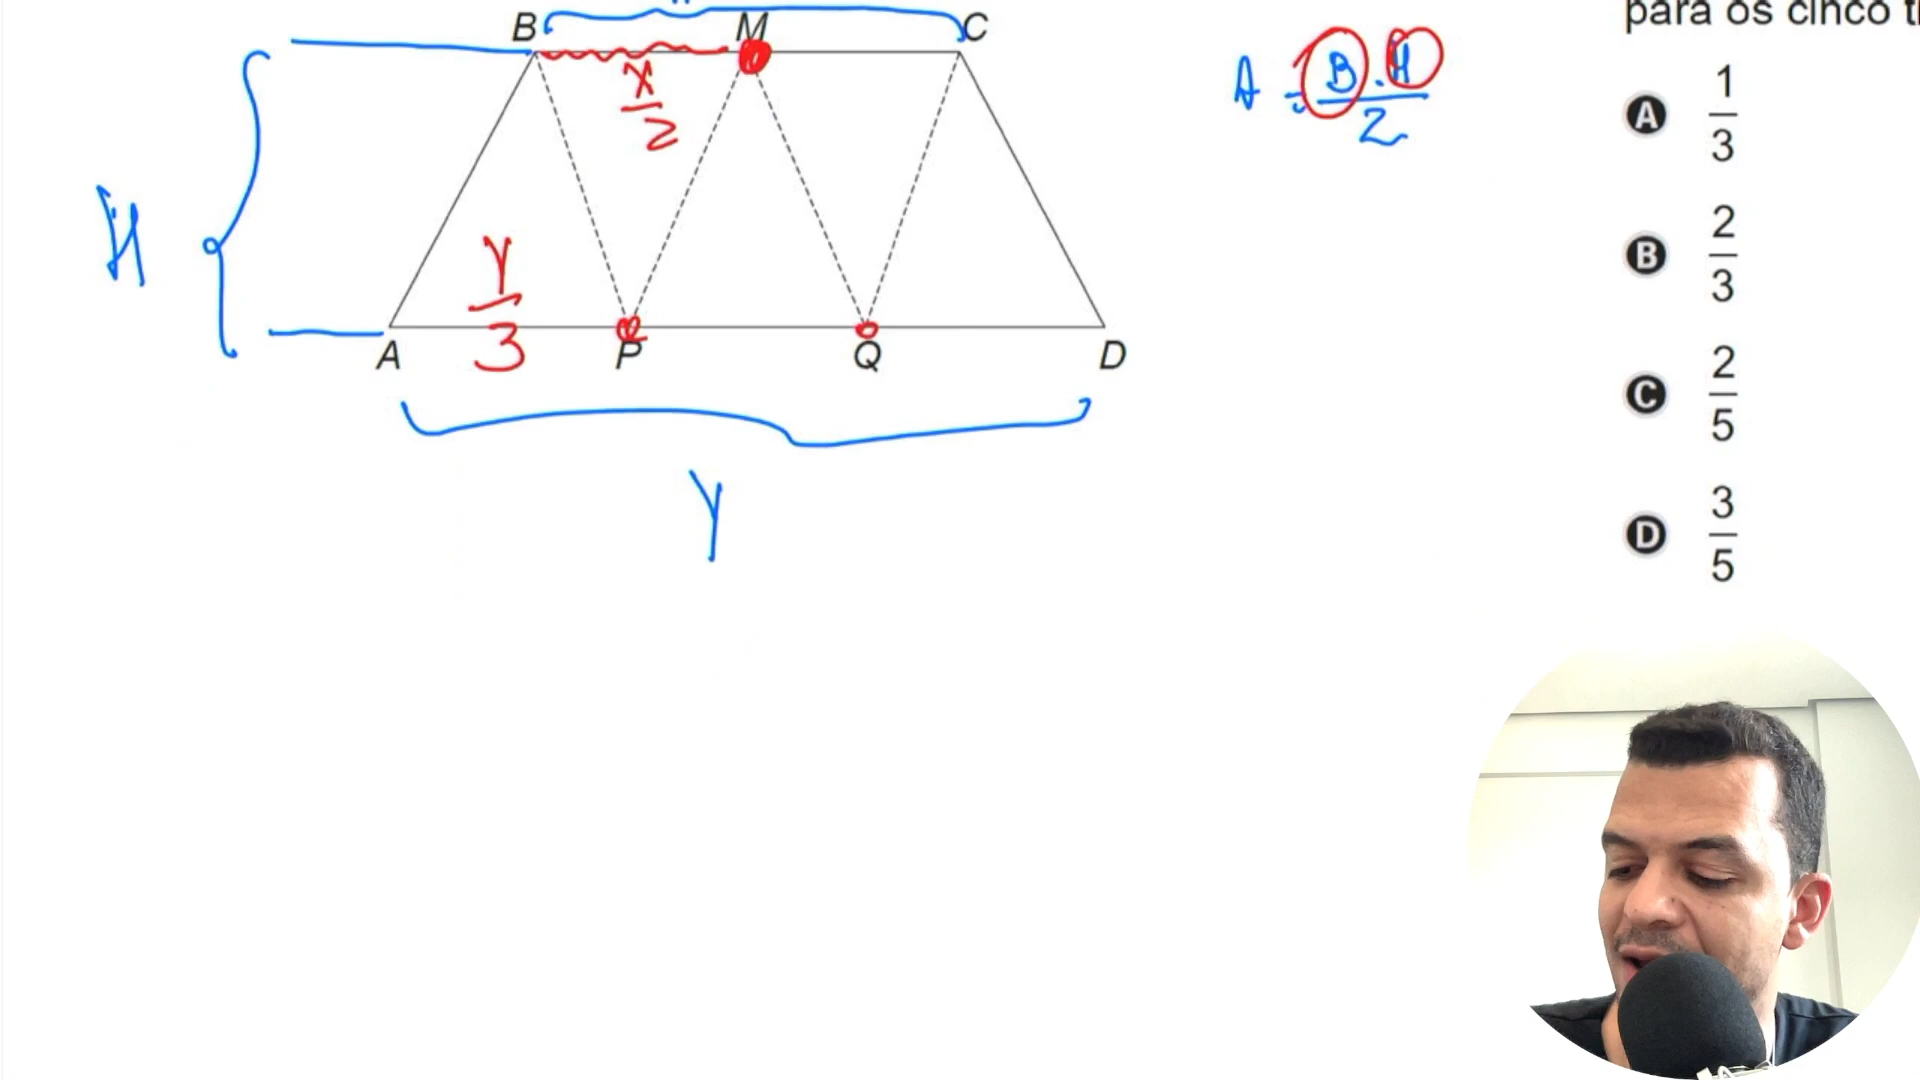 para os cinco
B M C
A = B . H
2
X
2
H
Y
3
A P Q D
Y
A 1
3
B 2
3
C 2
5
D 3
5